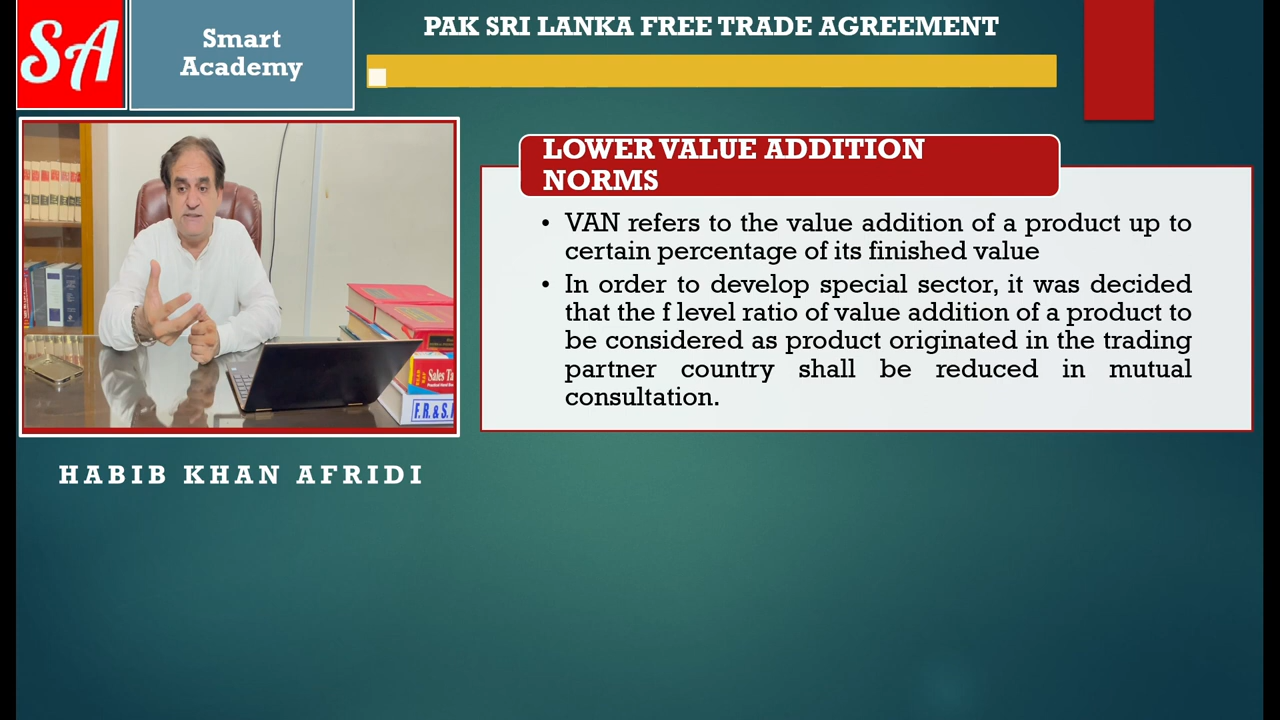 SA
Smart
Academy
PAK SRI LANKA FREE TRADE AGREEMENT
LOWER VALUE ADDITION
NORMS
• VAN refers to the value addition of a product up to
certain percentage of its finished value
• In order to develop special sector, it was decided
that the f level ratio of value addition of a product to
be considered as product originated in the trading
partner country shall be reduced in mutual
consultation.
Sales Ta
F.R.& S.
HABIB KHAN AFRIDI